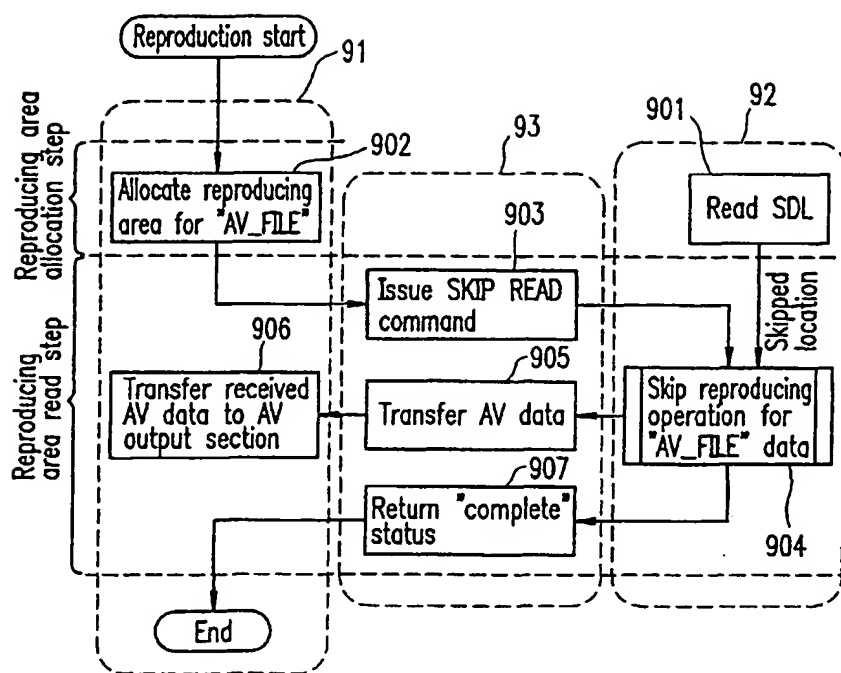 Reproduction start
91
Reproducing area
allocation step
902
Allocate reproducing
area for "AV_FILE"
93
92
901
Read SDL
903
Issue SKIP READ
command
Skipped
location
Reproducing
area read step
906
Transfer received
AV data to AV
output section
905
Transfer AV data
Skip reproducing
operation for
"AV_FILE" data
904
907
Return "complete"
status
End